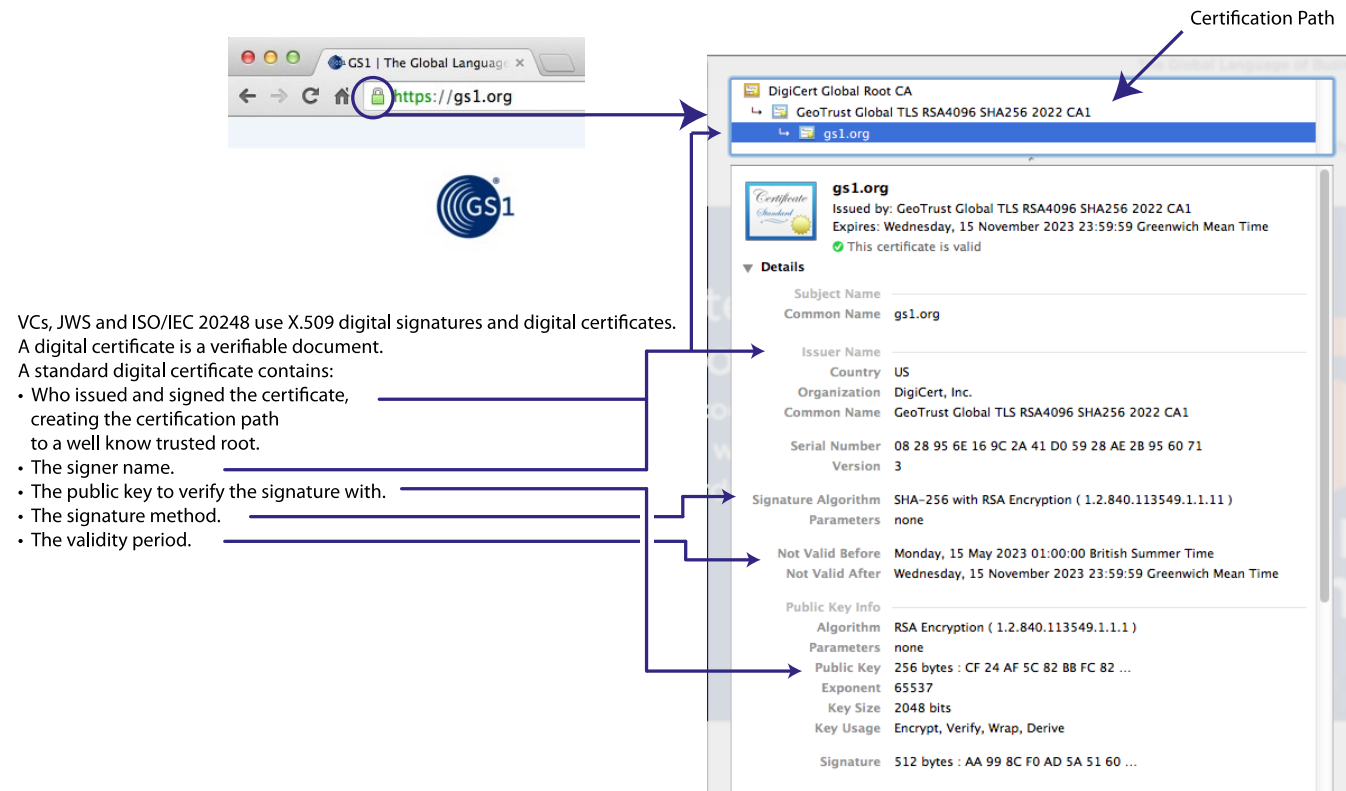 Certification Path
GS1 | The Global Language
https://gs1.org
GS1
®
DigiCert Global Root CA
GeoTrust Global TLS RSA4096 SHA256 2022 CA1
gs1.org
Certificate
Standard
gs1.org
Issued by: GeoTrust Global TLS RSA4096 SHA256 2022 CA1
Expires: Wednesday, 15 November 2023 23:59:59 Greenwich Mean Time
This certificate is valid
Details
Subject Name
Common Name gs1.org
Issuer Name
Country US
Organization DigiCert, Inc.
Common Name GeoTrust Global TLS RSA4096 SHA256 2022 CA1
Serial Number 08 28 95 6E 16 9C 2A 41 D0 59 28 AE 2B 95 60 71
Version 3
Signature Algorithm SHA-256 with RSA Encryption ( 1.2.840.113549.1.1.11 )
Parameters none
Not Valid Before Monday, 15 May 2023 01:00:00 British Summer Time
Not Valid After Wednesday, 15 November 2023 23:59:59 Greenwich Mean Time
Public Key Info
Algorithm RSA Encryption ( 1.2.840.113549.1.1.1 )
Parameters none
Public Key 256 bytes : CF 24 AF 5C 82 BB FC 82 ...
Exponent 65537
Key Size 2048 bits
Key Usage Encrypt, Verify, Wrap, Derive
Signature 512 bytes : AA 99 8C F0 AD 5A 51 60 ...
VCs, JWS and ISO/IEC 20248 use X.509 digital signatures and digital certificates.
A digital certificate is a verifiable document.
A standard digital certificate contains:
• Who issued and signed the certificate,
creating the certification path
to a well know trusted root.
• The signer name.
• The public key to verify the signature with.
• The signature method.
• The validity period.